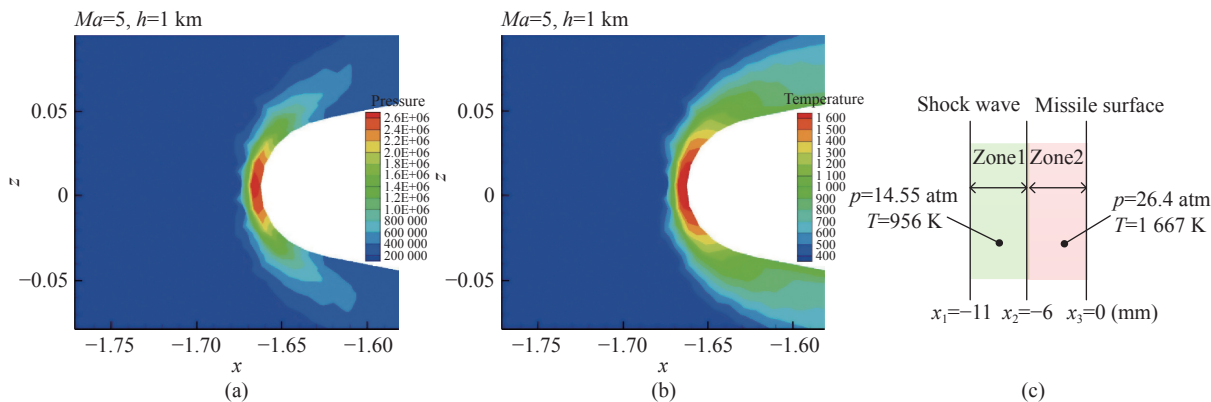 Ma=5, h=1 km
0.05
0
−0.05
z
Pressure
2.6E+06
2.4E+06
2.2E+06
2.0E+06
1.8E+06
1.6E+06
1.4E+06
1.2E+06
1.0E+06
800 000
600 000
400 000
200 000
−1.75
−1.70
−1.65
−1.60
x
(a)
Ma=5, h=1 km
0.05
0
−0.05
z
Temperature
1 600
1 500
1 400
1 300
1 200
1 100
1 000
900
800
700
600
500
400
−1.75
−1.70
−1.65
−1.60
x
(b)
Shock wave
Missile surface
Zone1
Zone2
p=14.55 atm
T=956 K
p=26.4 atm
T=1 667 K
x₁=−11 x₂=−6 x₃=0 (mm)
(c)